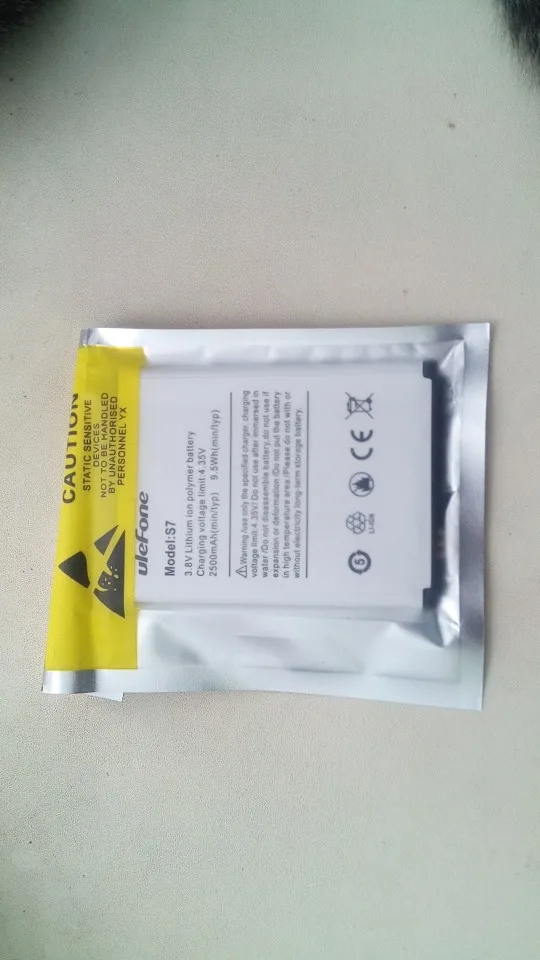 CAUTION
STATIC SENSITIVE
DEVICES
NOT TO BE HANDLED
BY UNAUTHORISED
PERSONNEL YX
ulefone
Model:S7
3.8V Lithium ion polymer battery
Charging voltage limit:4.35V
2500mAh(min/typ) 9.5Wh(min/typ)
Warning /use only the specified charger, charging
voltage limit 4.35V/ Do not use after immersed in
water /Do not disassemble battery,do not use if
expansion or deformation /Do not put the battery
in high temperature area /Please do not with or
without electricity long-term storage battery.
5
LI-ION
CE